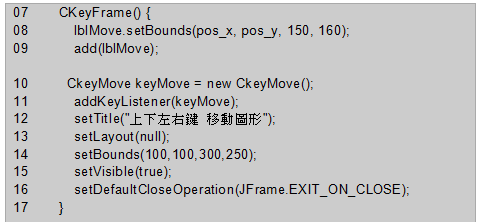 07 CKeyFrame() {
08 lblMove.setBounds(pos_x, pos_y, 150, 160);
09 add(lblMove);
10 CkeyMove keyMove = new CkeyMove();
11 addKeyListener(keyMove);
12 setTitle("上下左右鍵 移動圖形");
13 setLayout(null);
14 setBounds(100,100,300,250);
15 setVisible(true);
16 setDefaultCloseOperation(JFrame.EXIT_ON_CLOSE);
17 }